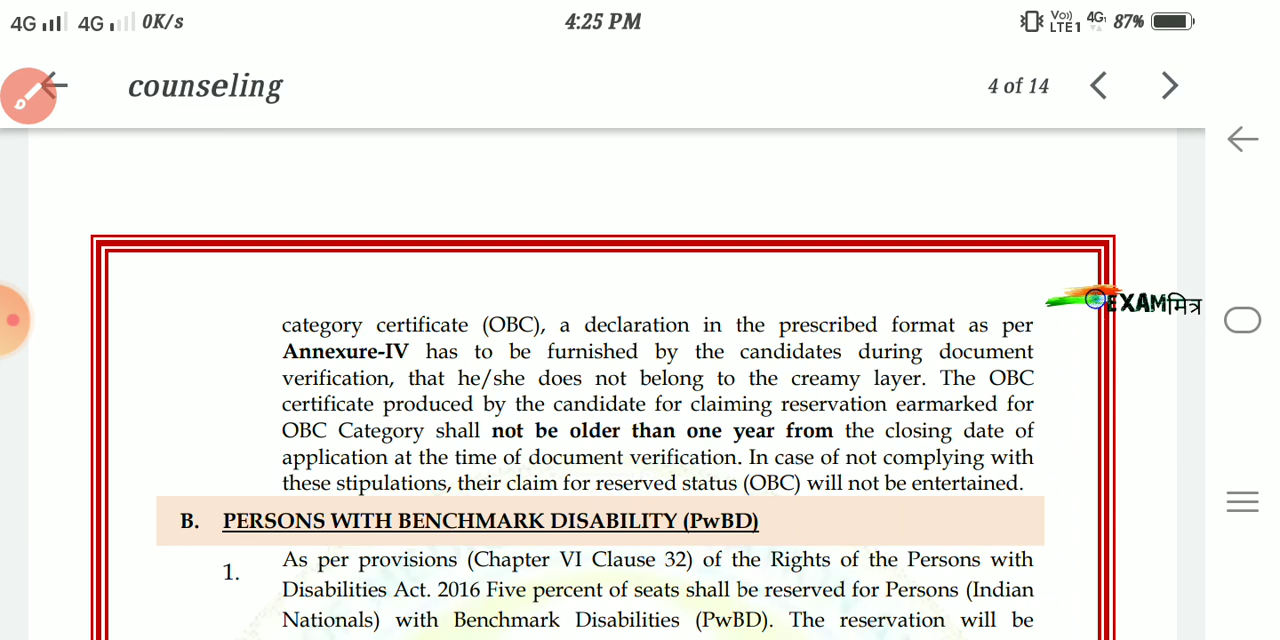 4G 4G 0K/s 4:25 PM Vo) LTE1 4G 87%
counseling 4 of 14
EXAMमित्र
category certificate (OBC), a declaration in the prescribed format as per
Annexure-IV has to be furnished by the candidates during document
verification, that he/she does not belong to the creamy layer. The OBC
certificate produced by the candidate for claiming reservation earmarked for
OBC Category shall not be older than one year from the closing date of
application at the time of document verification. In case of not complying with
these stipulations, their claim for reserved status (OBC) will not be entertained.
B. PERSONS WITH BENCHMARK DISABILITY (PwBD)
1. As per provisions (Chapter VI Clause 32) of the Rights of the Persons with
Disabilities Act. 2016 Five percent of seats shall be reserved for Persons (Indian
Nationals) with Benchmark Disabilities (PwBD). The reservation will be